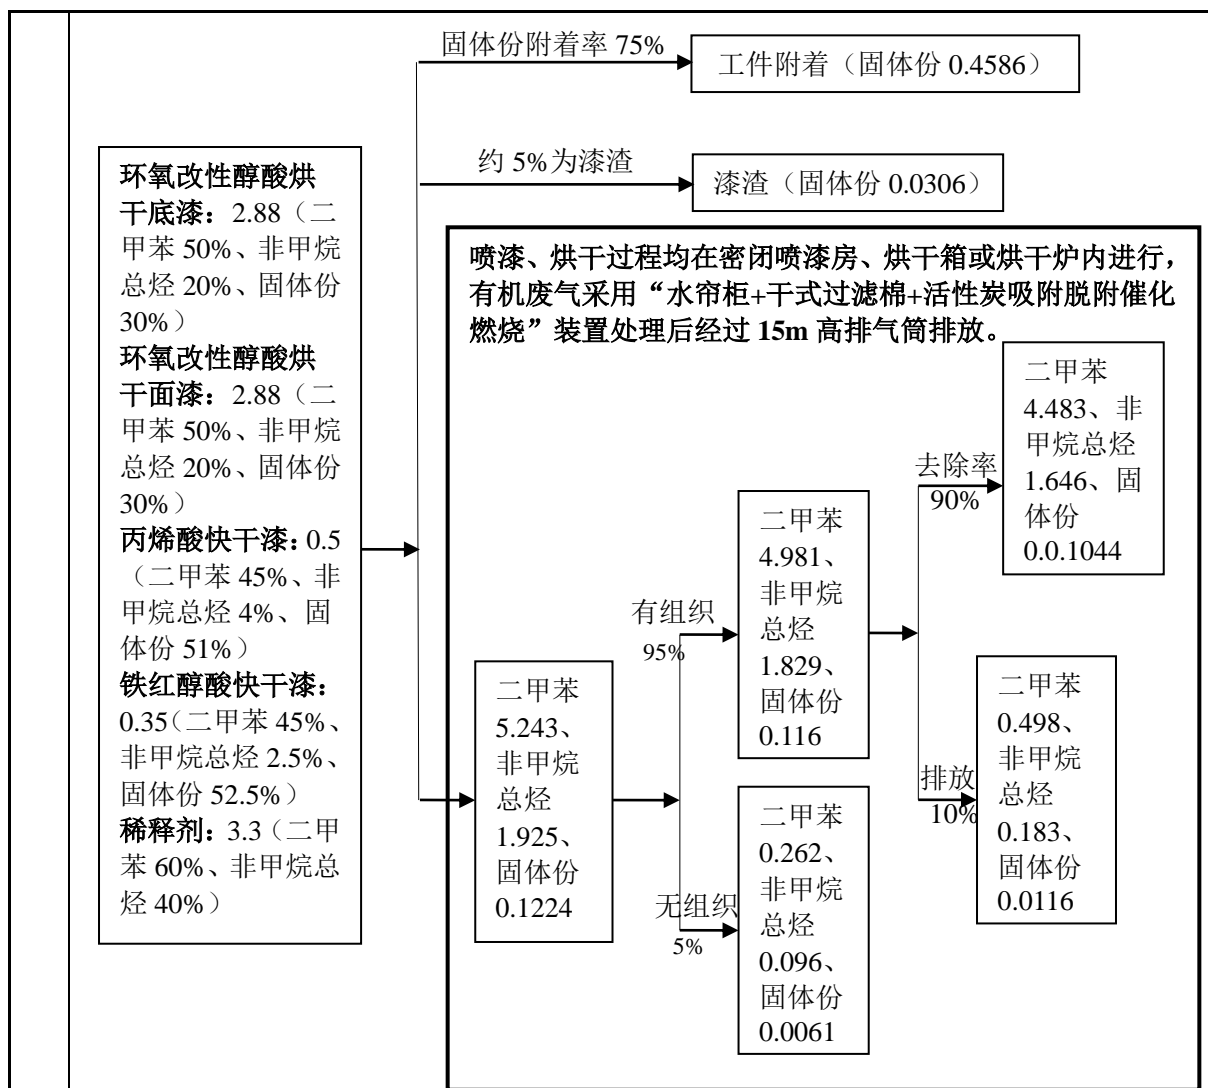 固体份附着率 75%
工件附着（固体份 0.4586）
约 5%为漆渣
漆渣（固体份 0.0306）
环氧改性醇酸烘
干底漆：2.88（二
甲苯 50%、非甲烷
总烃 20%、固体份
30%）
环氧改性醇酸烘
干面漆：2.88（二
甲苯 50%、非甲烷
总烃 20%、固体份
30%）
丙烯酸快干漆：0.5
（二甲苯 45%、非
甲烷总烃 4%、固
体份 51%）
铁红醇酸快干漆：
0.35（二甲苯 45%、
非甲烷总烃 2.5%、
固体份 52.5%）
稀释剂：3.3（二甲
苯 60%、非甲烷总
烃 40%）
喷漆、烘干过程均在密闭喷漆房、烘干箱或烘干炉内进行，
有机废气采用“水帘柜+干式过滤棉+活性炭吸附脱附催化
燃烧”装置处理后经过 15m 高排气筒排放。
二甲苯
5.243、
非甲烷
总烃
1.925、
固体份
0.1224
有组织
95%
二甲苯
4.981、
非甲烷
总烃
1.829、
固体份
0.116
无组织
5%
二甲苯
0.262、
非甲烷
总烃
0.096、
固体份
0.0061
去除率
90%
二甲苯
4.483、非
甲烷总烃
1.646、固
体份
0.0.1044
排放
10%
二甲苯
0.498、
非甲烷
总烃
0.183、
固体份
0.0116